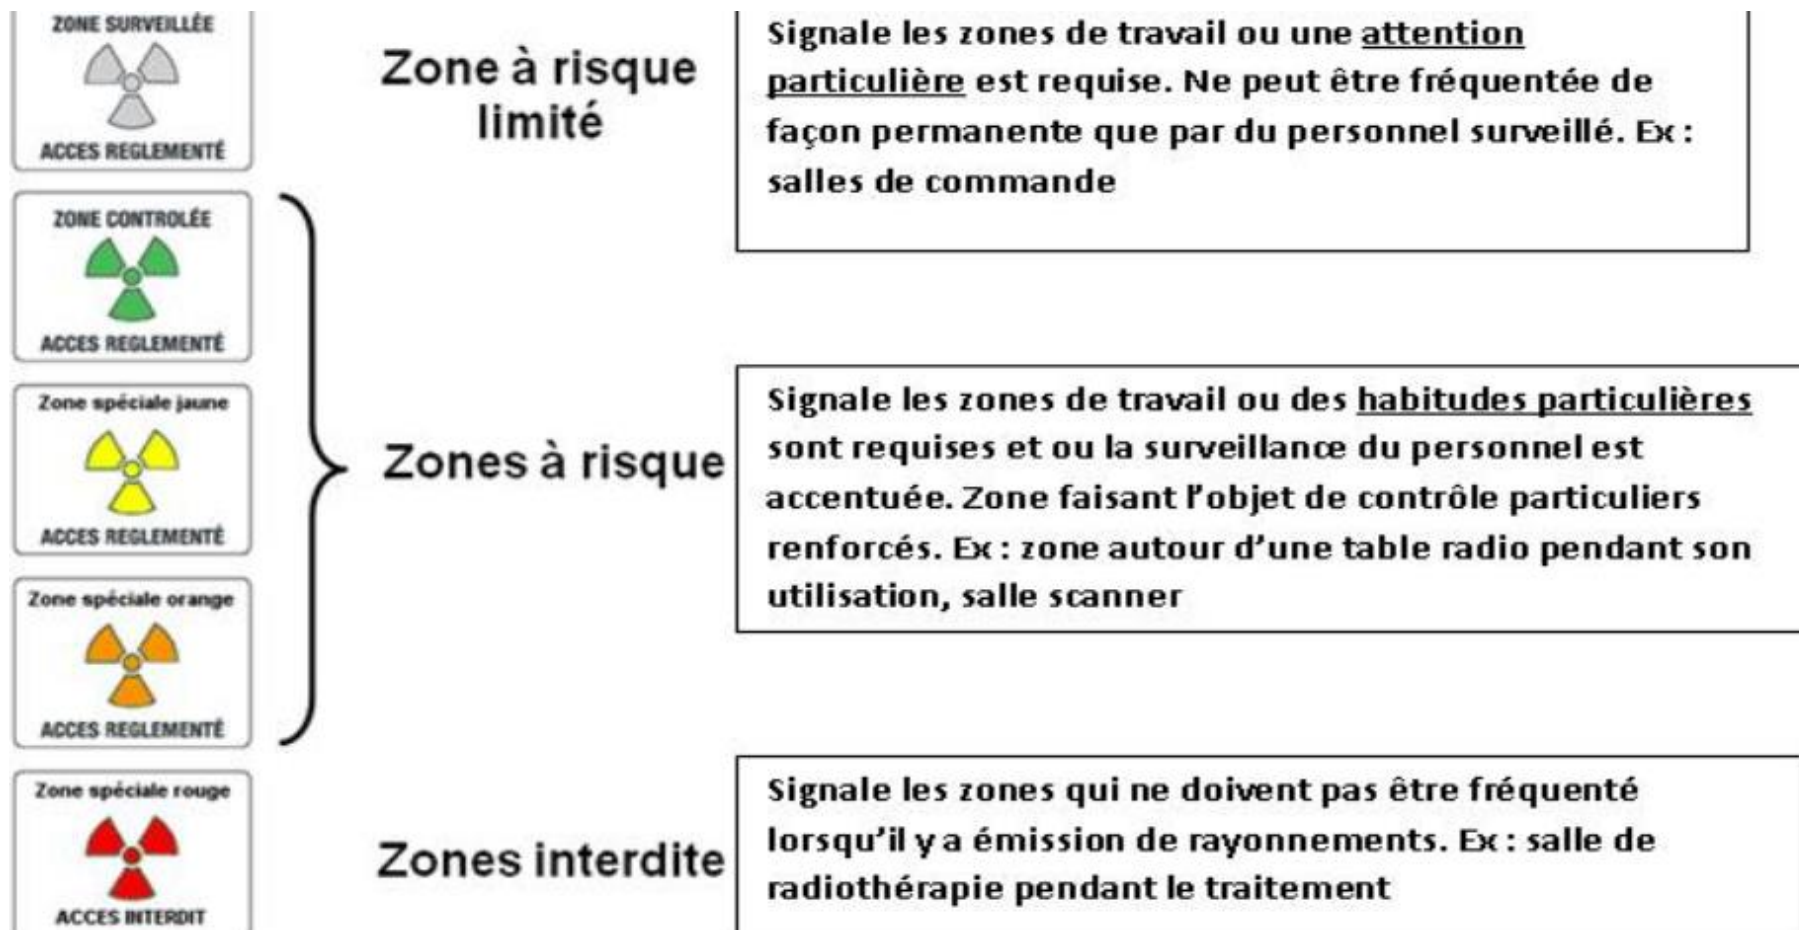 ZONE SURVEILLÉE
ACCES REGLEMENTÉ
Zone à risque
limité
Signale les zones de travail ou une attention
particulière est requise. Ne peut être fréquentée de
façon permanente que par du personnel surveillé. Ex :
salles de commande
ZONE CONTROLÉE
ACCES REGLEMENTÉ
Zone spéciale jaune
ACCES REGLEMENTÉ
Zone spéciale orange
ACCES REGLEMENTÉ
Zones à risque
Signale les zones de travail ou des habitudes particulières
sont requises et ou la surveillance du personnel est
accentuée. Zone faisant l’objet de contrôle particuliers
renforcés. Ex : zone autour d’une table radio pendant son
utilisation, salle scanner
Zone spéciale rouge
ACCES INTERDIT
Zones interdite
Signale les zones qui ne doivent pas être fréquenté
lorsqu’il y a émission de rayonnements. Ex : salle de
radiothérapie pendant le traitement